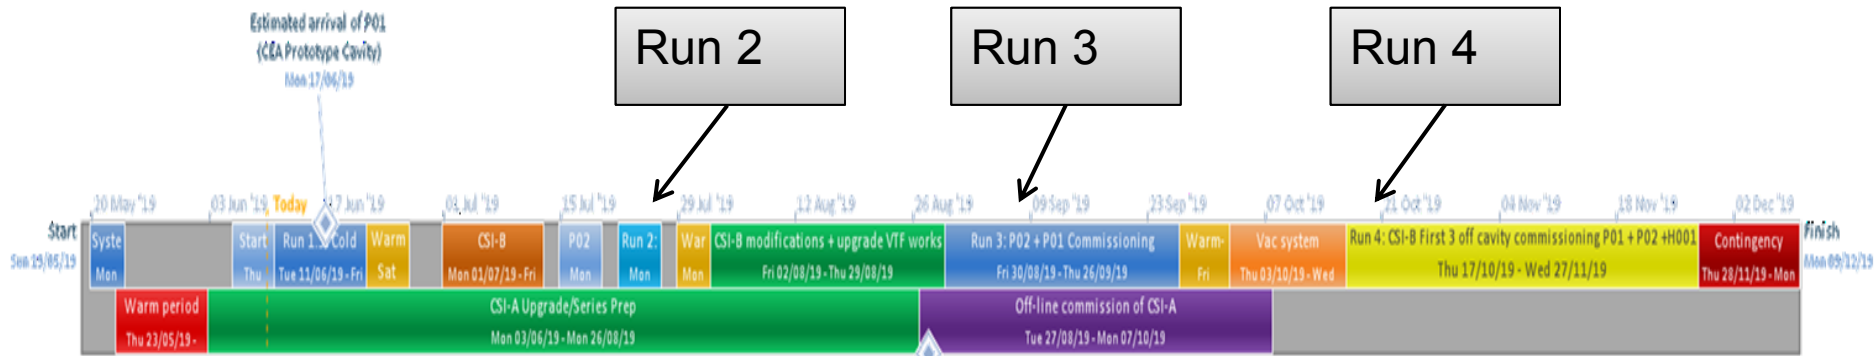 Estimated arrival of P01
(CEA Prototype Cavity)
Mon 17/06/19
Run 2
Run 3
Run 4
20 May '19
03 Jun '19
Today
17 Jun '19
01 Jul '19
15 Jul '19
29 Jul '19
12 Aug '19
26 Aug '19
09 Sep '19
23 Sep '19
07 Oct '19
21 Oct '19
04 Nov '19
18 Nov '19
02 Dec '19
Start
Sun 19/05/19
Syste
Mon
Start
Thu
Run 1: Cold
Tue 11/06/19 - Fri
Warm
Sat
CSI-B
Mon 01/07/19 - Fri
P02
Mon
Run 2:
Mon
War
Mon
CSI-B modifications + upgrade VTF works
Fri 02/08/19 - Thu 29/08/19
Run 3: P02 + P01 Commissioning
Fri 30/08/19 - Thu 26/09/19
Warm-
Fri
Vac system
Thu 03/10/19 - Wed
Run 4: CSI-B First 3 off cavity commissioning P01 + P02 +H001
Thu 17/10/19 - Wed 27/11/19
Contingency
Thu 28/11/19 - Mon
Finish
Mon 09/12/19
Warm period
Thu 23/05/19 -
CSI-A Upgrade/Series Prep
Mon 03/06/19 - Mon 26/08/19
Off-line commission of CSI-A
Tue 27/08/19 - Mon 07/10/19